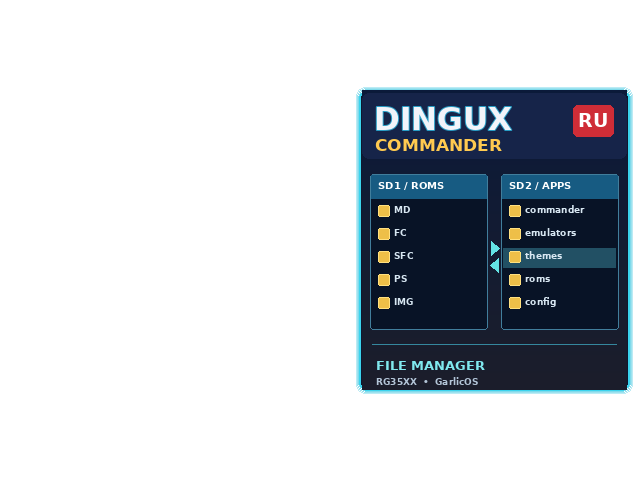 DINGUX
RU
COMMANDER
SD1 / ROMS
MD
FC
SFC
PS
IMG
SD2 / APPS
commander
emulators
themes
roms
config
FILE MANAGER
RG35XX • GarlicOS